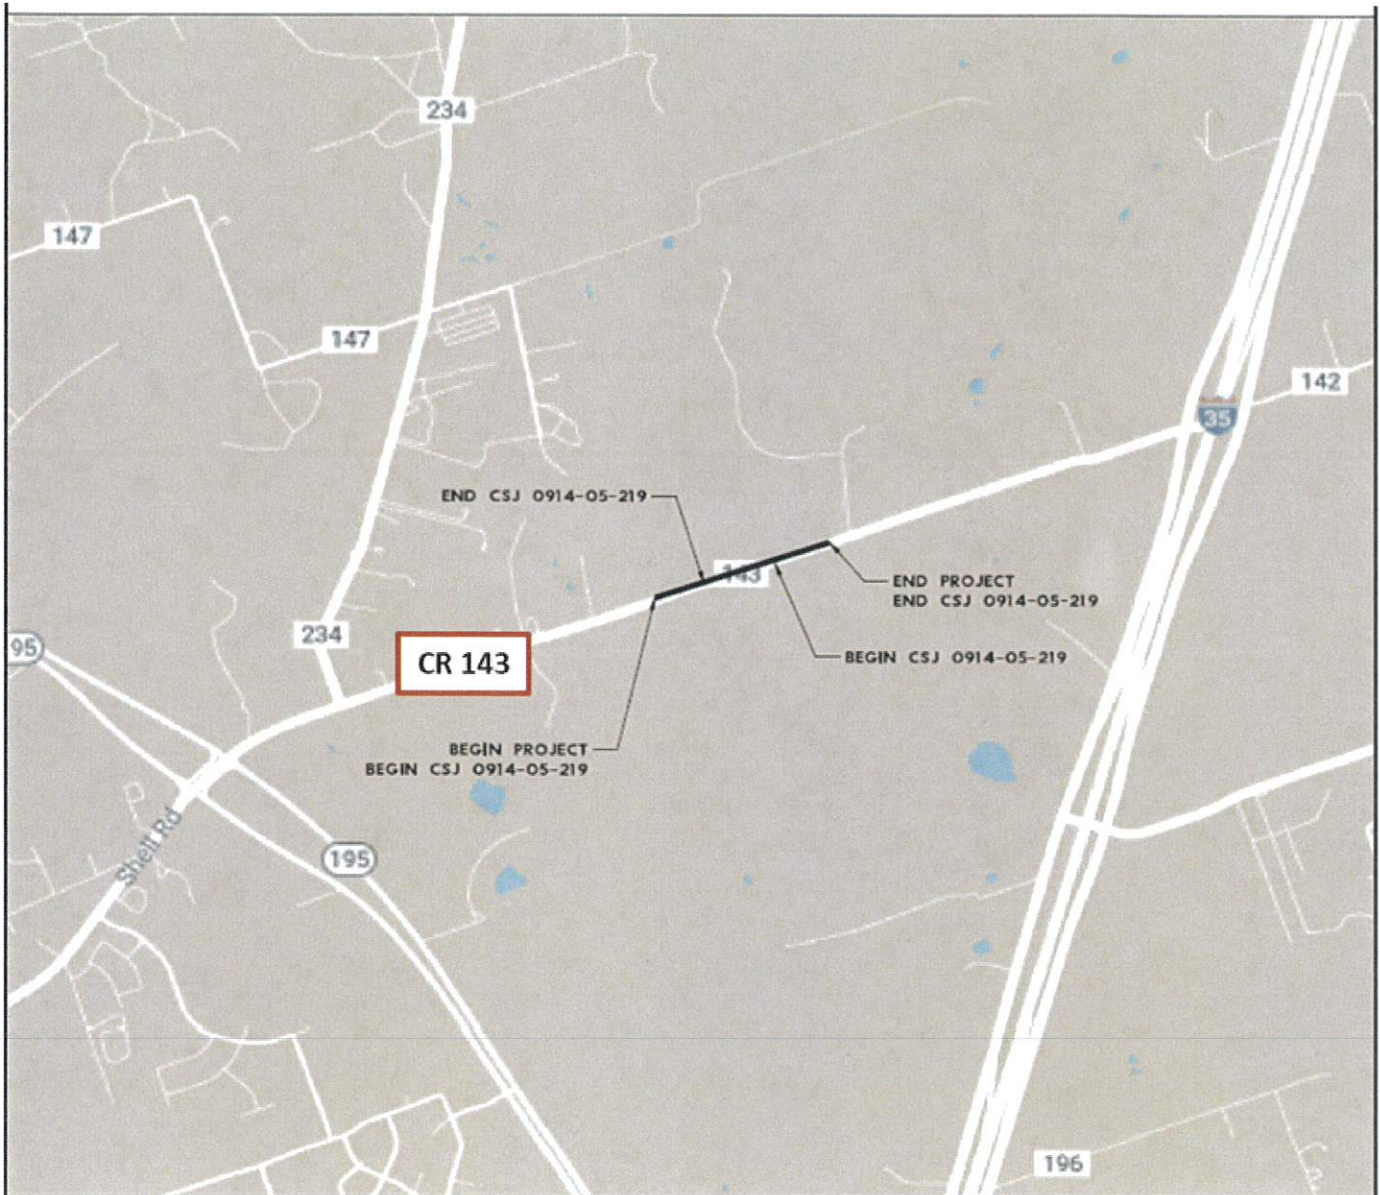 234
147
147
142
35
END CSJ 0914-05-219
143
END PROJECT
END CSJ 0914-05-219
234
95
CR 143
BEGIN CSJ 0914-05-219
BEGIN PROJECT
BEGIN CSJ 0914-05-219
Shell Rd
195
196